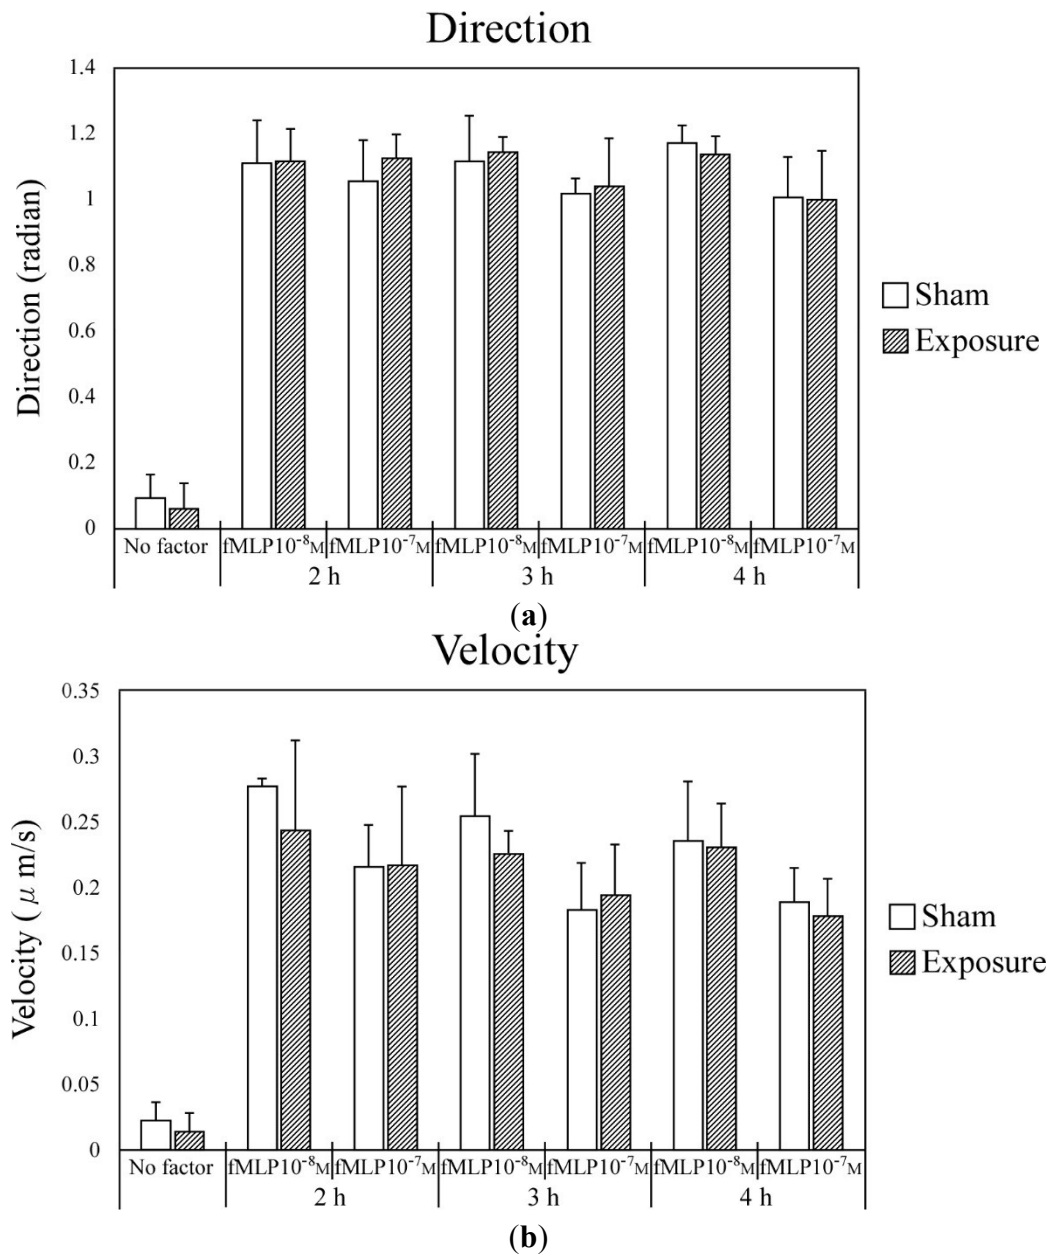 Direction
1.4
1.2
1
0.8
0.6
0.4
0.2
0
Direction (radian)
Sham
Exposure
No factor fMLP10⁻⁸M fMLP10⁻⁷M fMLP10⁻⁸M fMLP10⁻⁷M fMLP10⁻⁸M fMLP10⁻⁷M
2 h 3 h 4 h
(a)
Velocity
0.35
0.3
0.25
0.2
0.15
0.1
0.05
0
Velocity ( μ m/s)
Sham
Exposure
No factor fMLP10⁻⁸M fMLP10⁻⁷M fMLP10⁻⁸M fMLP10⁻⁷M fMLP10⁻⁸M fMLP10⁻⁷M
2 h 3 h 4 h
(b)